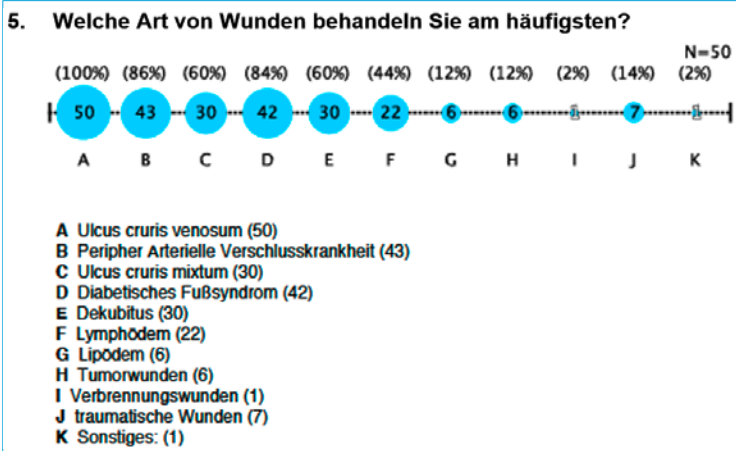 5. Welche Art von Wunden behandeln Sie am häufigsten?
N=50
(100%) (86%) (60%) (84%) (60%) (44%) (12%) (12%) (2%) (14%) (2%)
50 43 30 42 30 22 6 6 1 7 1
A B C D E F G H I J K
A Ulcus cruris venosum (50)
B Peripher Arterielle Verschlusskrankheit (43)
C Ulcus cruris mixtum (30)
D Diabetisches Fußsyndrom (42)
E Dekubitus (30)
F Lymphödem (22)
G Lipödem (6)
H Tumorwunden (6)
I Verbrennungswunden (1)
J traumatische Wunden (7)
K Sonstiges: (1)